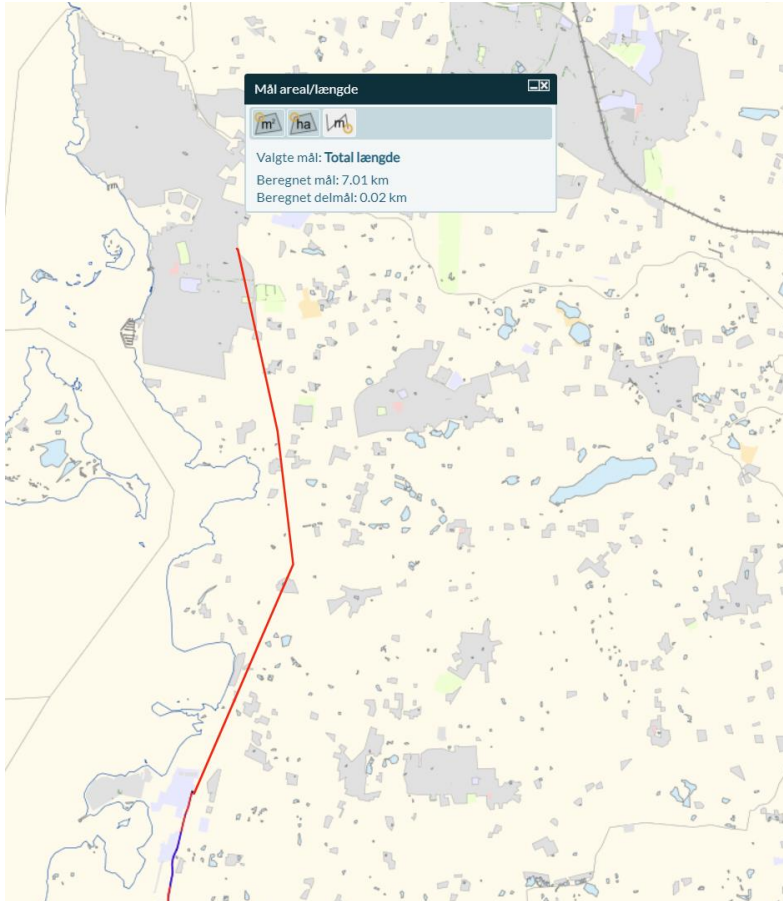 Mål areal/længde
m²
ha
m
Valgte mål: Total længde
Beregnet mål: 7.01 km
Beregnet delmål: 0.02 km